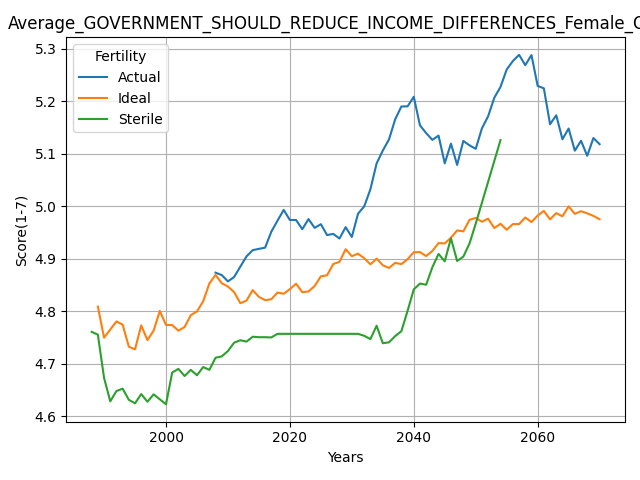 Average_GOVERNMENT_SHOULD_REDUCE_INCOME_DIFFERENCES_Female_
Fertility
Actual
Ideal
Sterile
5.3
5.2
5.1
5.0
4.9
4.8
4.7
4.6
Score(1-7)
2000 2020 2040 2060
Years